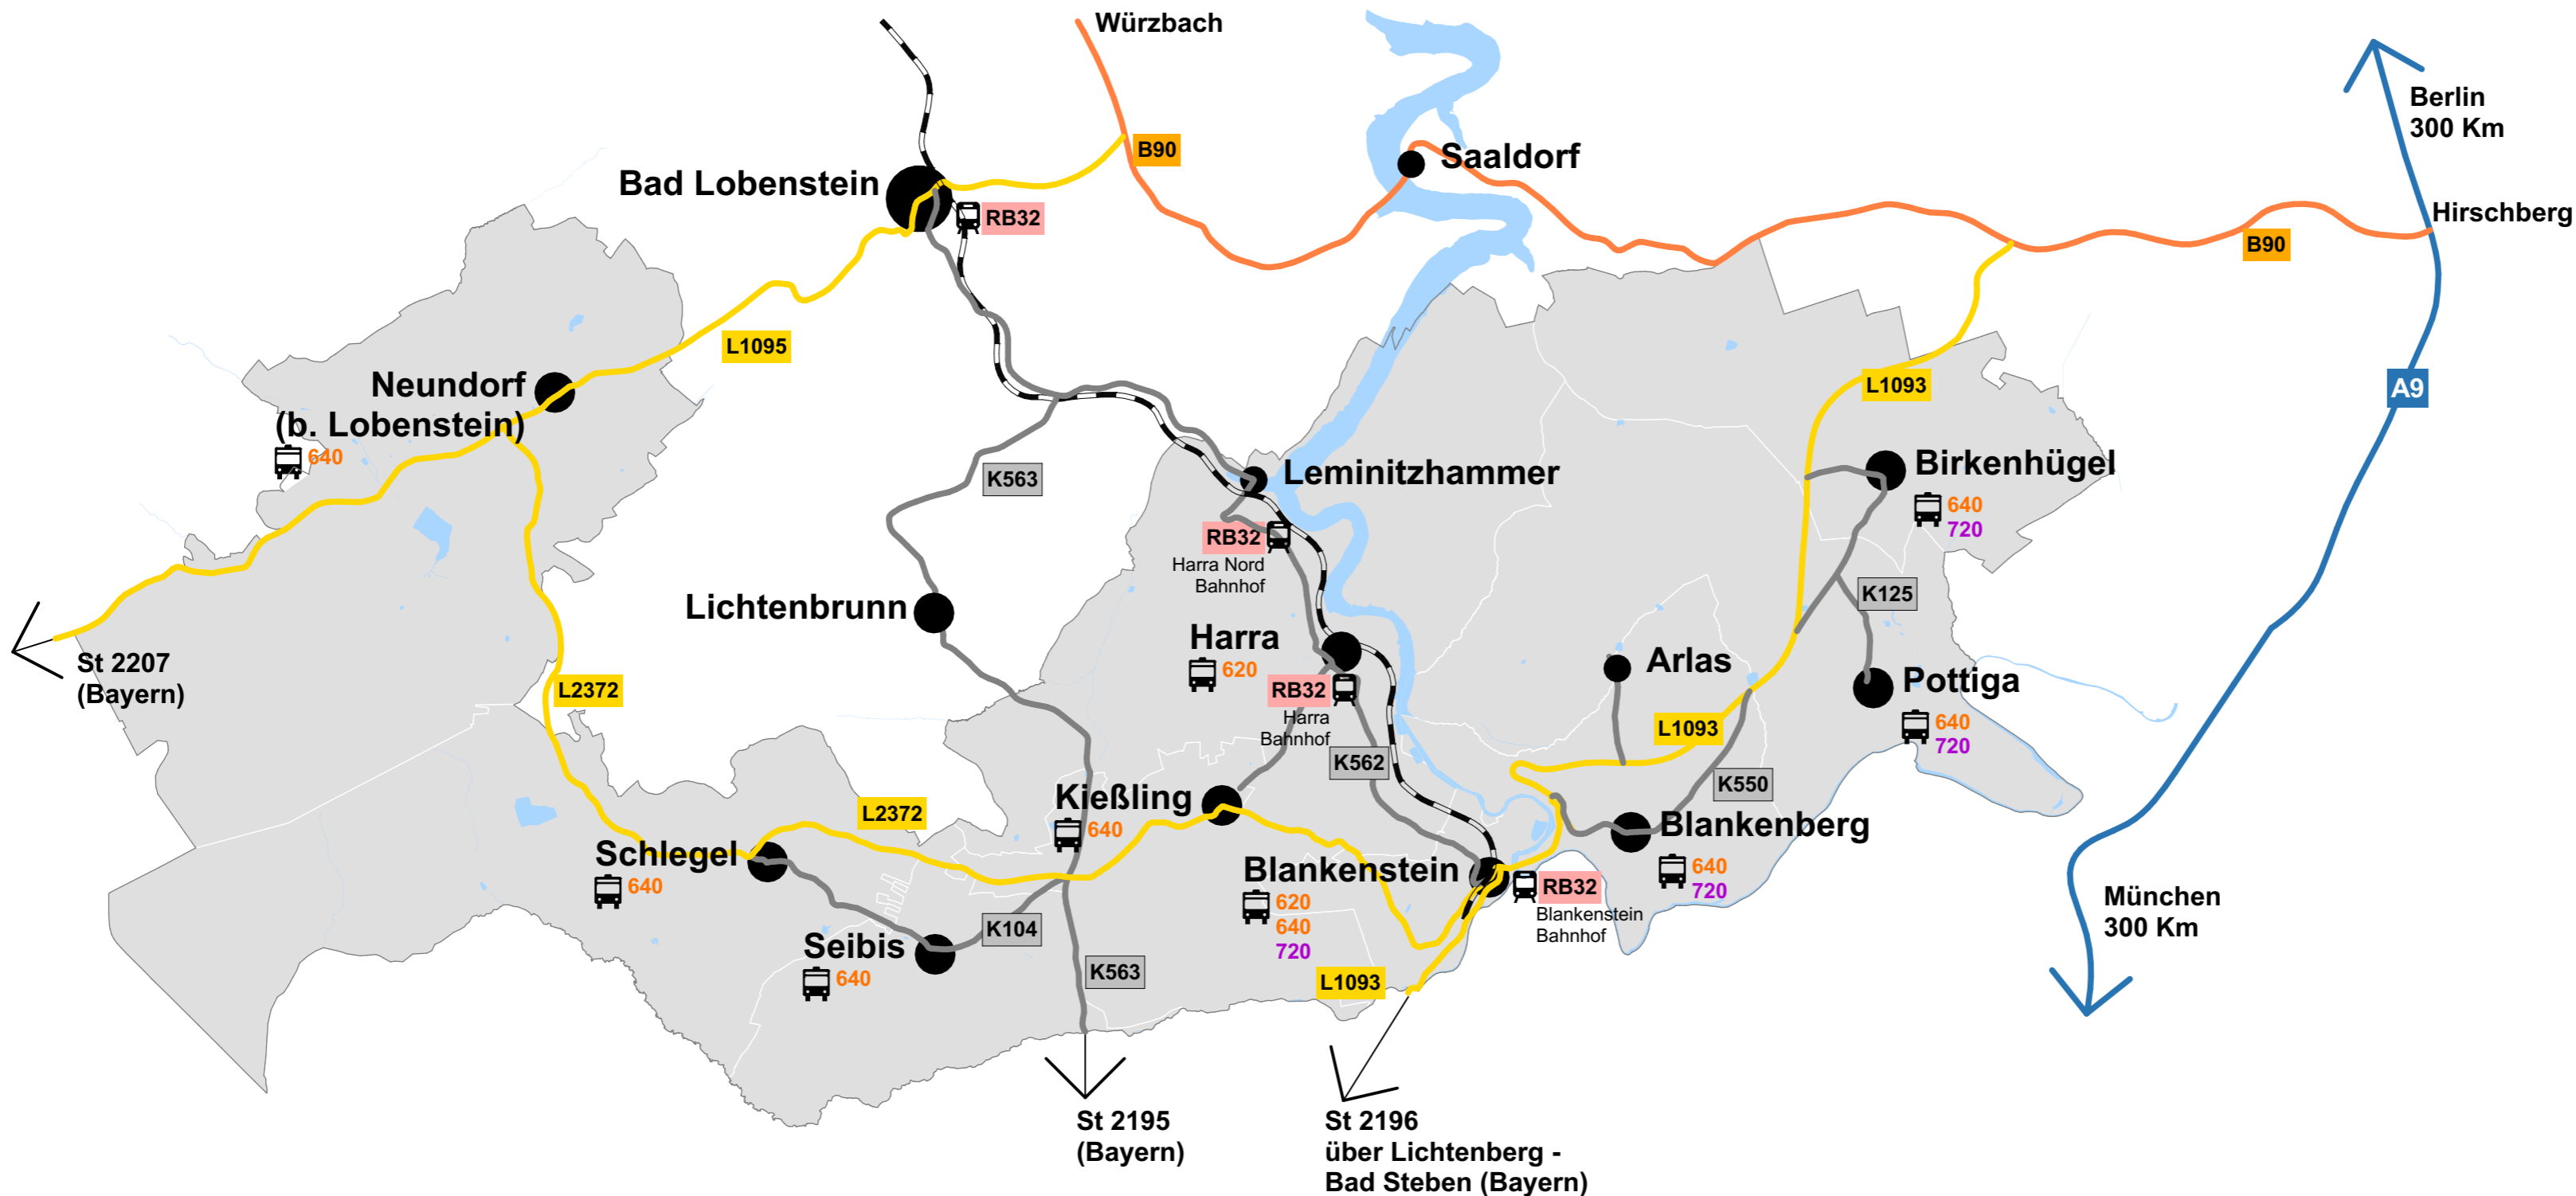 Würzbach
Berlin
300 Km
B90
Saaldorf
Bad Lobenstein
RB32
Hirschberg
B90
L1095
Neundorf
(b. Lobenstein)
640
L1093
A9
K563
Leminitzhammer
Birkenhügel
640
720
RB32
Harra Nord
Bahnhof
K125
Lichtenbrunn
Harra
620
RB32
Harra
Bahnhof
Arlas
St 2207
(Bayern)
L2372
Pottiga
640
720
L1093
K562
K550
Kießling
640
L2372
Blankenberg
640
720
Schlegel
640
Blankenstein
620
640
720
RB32
Blankenstein
Bahnhof
München
300 Km
K104
Seibis
640
K563
L1093
St 2195
(Bayern)
St 2196
über Lichtenberg -
Bad Steben (Bayern)